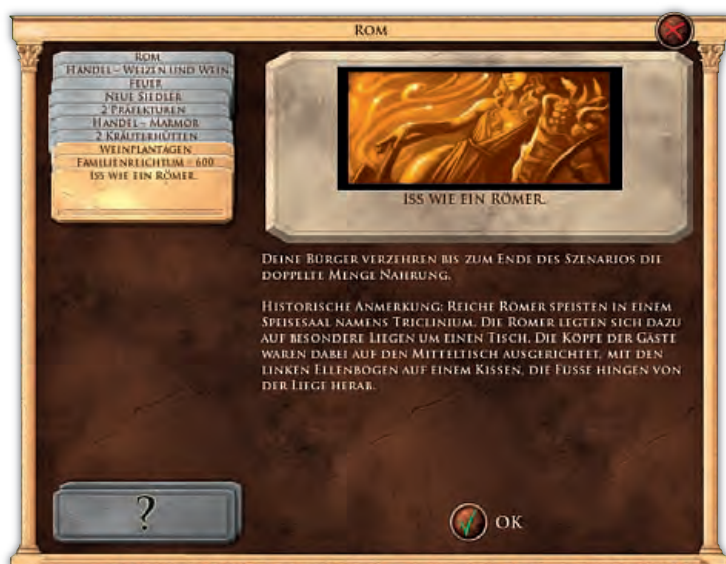 ROM
ROM
HANDEL – WEIZEN UND WEIN
FEUER
NEUE SIEDLER
2 PRÄFEKTUREN
HANDEL – MARMOR
2 KRÄUTERHÜTTEN
WEINPLANTAGEN
FAMILIENREICHTUM - 600
ISS WIE EIN RÖMER.
ISS WIE EIN RÖMER.
DEINE BÜRGER VERZEHREN BIS ZUM ENDE DES SZENARIOS DIE
DOPPELTE MENGE NAHRUNG.
HISTORISCHE ANMERKUNG: REICHE RÖMER SPEISTEN IN EINEM
SPEISESAAL NAMENS TRICLINIUM. DIE RÖMER LEGTEN SICH DAZU
AUF BESONDERE LIEGEN UM EINEN TISCH. DIE KÖPFE DER GÄSTE
WAREN DABEI AUF DEN MITTELTISCH AUSGERICHTET, MIT DEN
LINKEN ELLENBOGEN AUF EINEM KISSEN, DIE FÜSSE HINGEN VON
DER LIEGE HERAB.
?
OK